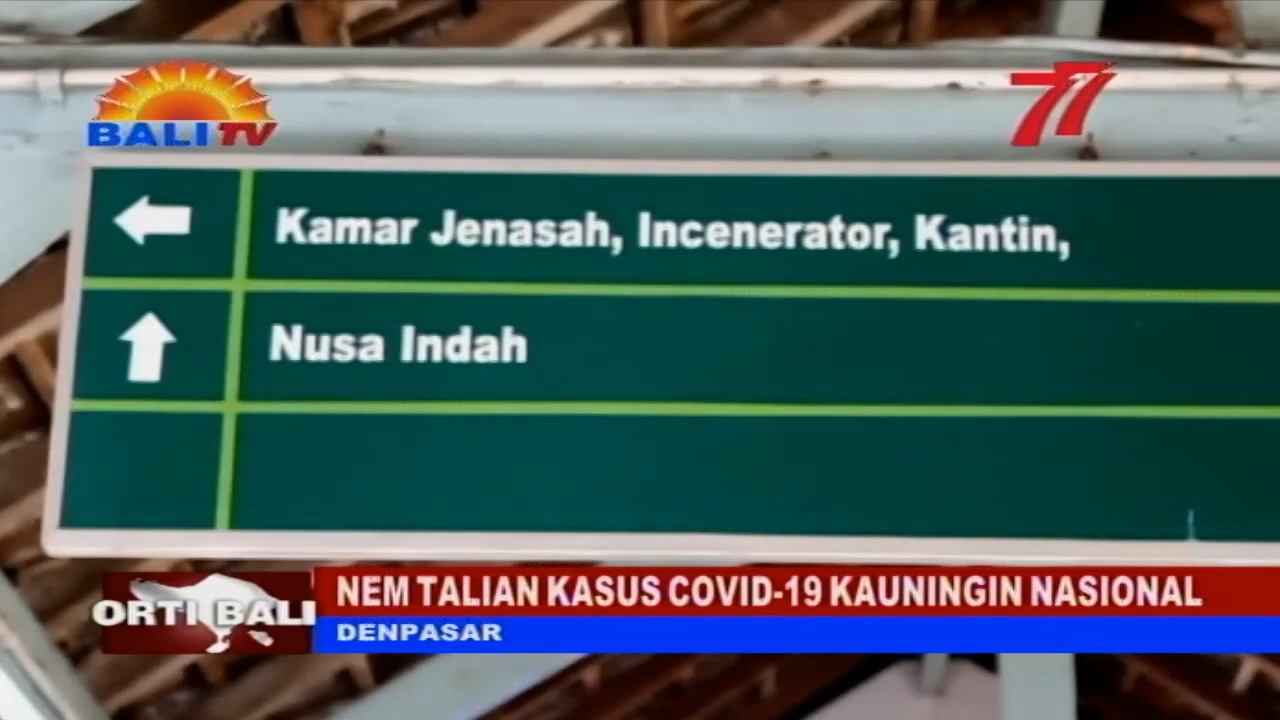 BALI TV
77
Kamar Jenasah, Incenerator, Kantin,
Nusa Indah
ORTI BALI
NEM TALIAN KASUS COVID-19 KAUNINGIN NASIONAL
DENPASAR